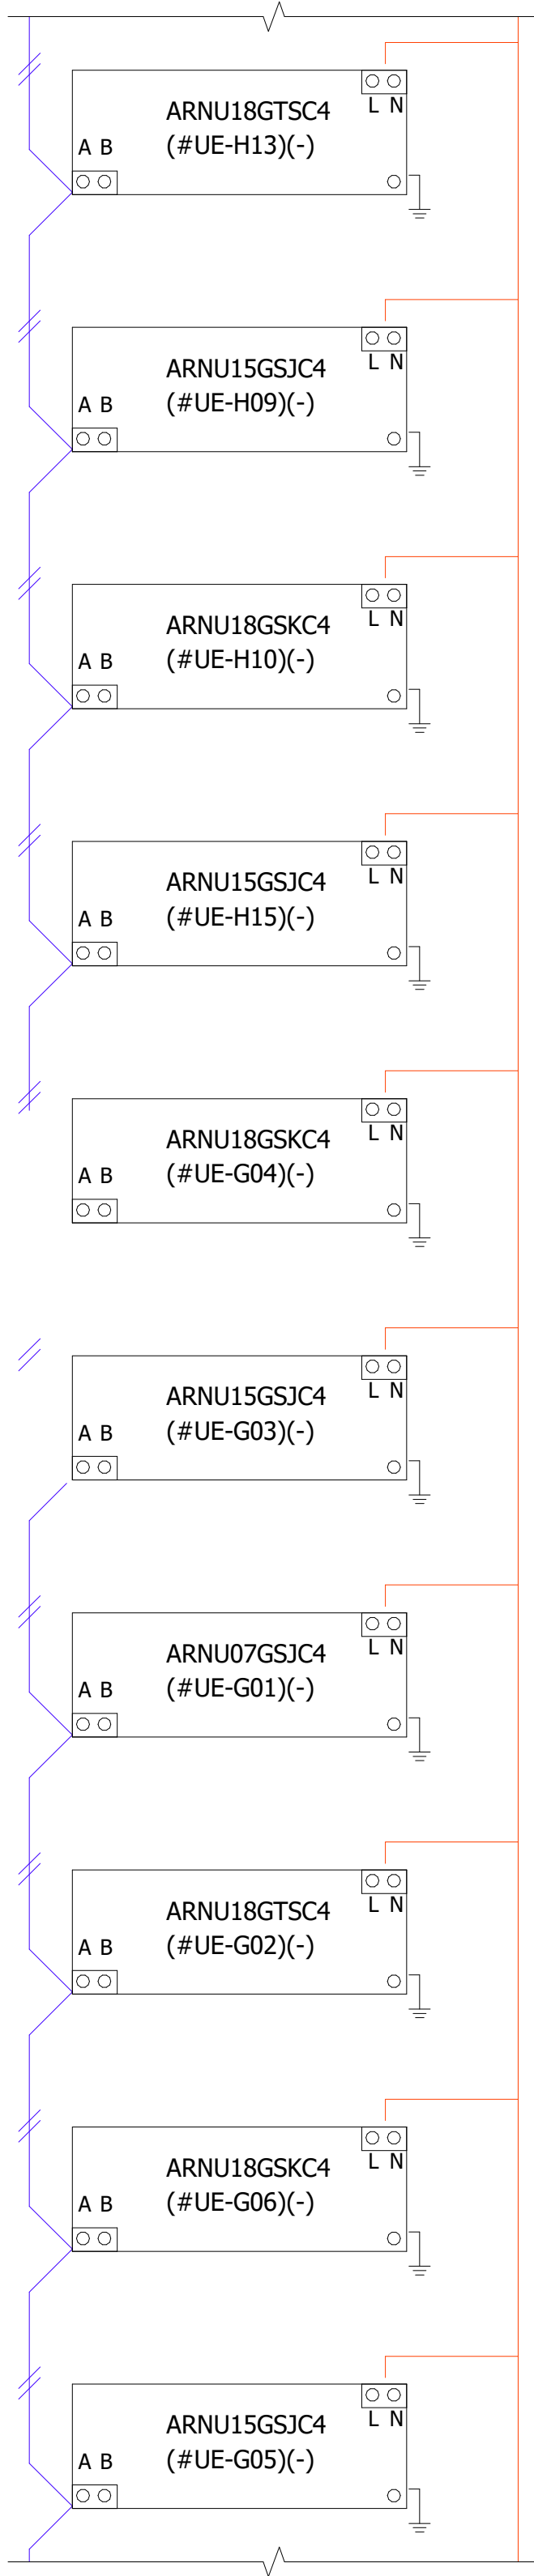 ARNU18GTSC4
L N
A B
(#UE-H13)(-)
ARNU15GSJC4
L N
A B
(#UE-H09)(-)
ARNU18GSKC4
L N
A B
(#UE-H10)(-)
ARNU15GSJC4
L N
A B
(#UE-H15)(-)
ARNU18GSKC4
L N
A B
(#UE-G04)(-)
ARNU15GSJC4
L N
A B
(#UE-G03)(-)
ARNU07GSJC4
L N
A B
(#UE-G01)(-)
ARNU18GTSC4
L N
A B
(#UE-G02)(-)
ARNU18GSKC4
L N
A B
(#UE-G06)(-)
ARNU15GSJC4
L N
A B
(#UE-G05)(-)